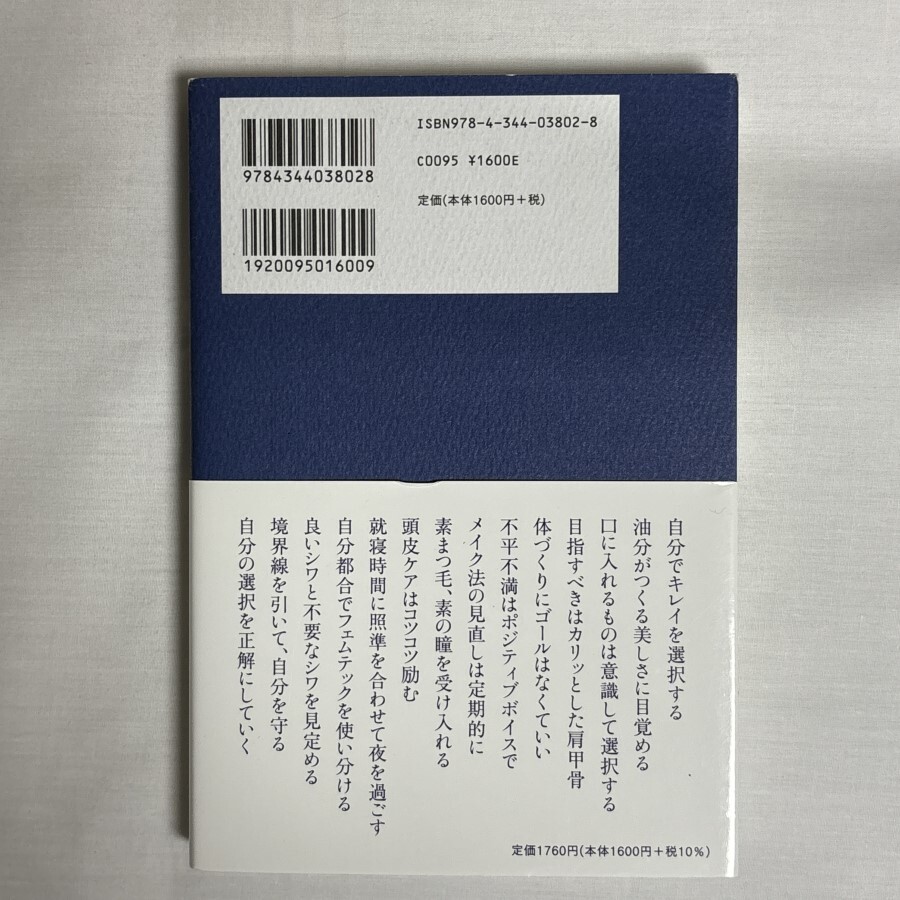 9784344038028
1920095016009
ISBN978-4-344-03802-8
C0095 ¥1600E
定価(本体1600円+税)
自分でキレイを選択する
油分がつくる美しさに目覚める
口に入れるものは意識して選択する
目指すべきはカリッとした肩甲骨
体づくりにゴールはなくていい
不平不満はポジティブボイスで
メイク法の見直しは定期的に
素まつ毛、素の瞳を受け入れる
頭皮ケアはコツコツ励む
就寝時間に照準を合わせて夜を過ごす
自分都合でフェムテックを使い分ける
良いシワと不要なシワを見定める
境界線を引いて、自分を守る
自分の選択を正解にしていく
定価1760円(本体1600円+税10%)